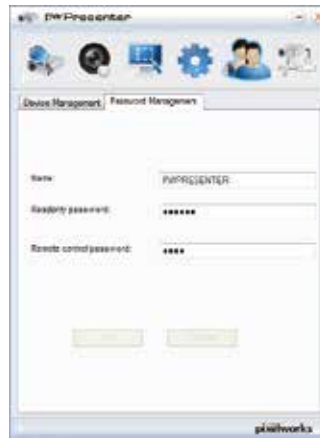 PWPresenter
Device Management Password Management
Name: PWPRESENTER
Readonly password: ••••••
Remote control password: ••••
pixelworks